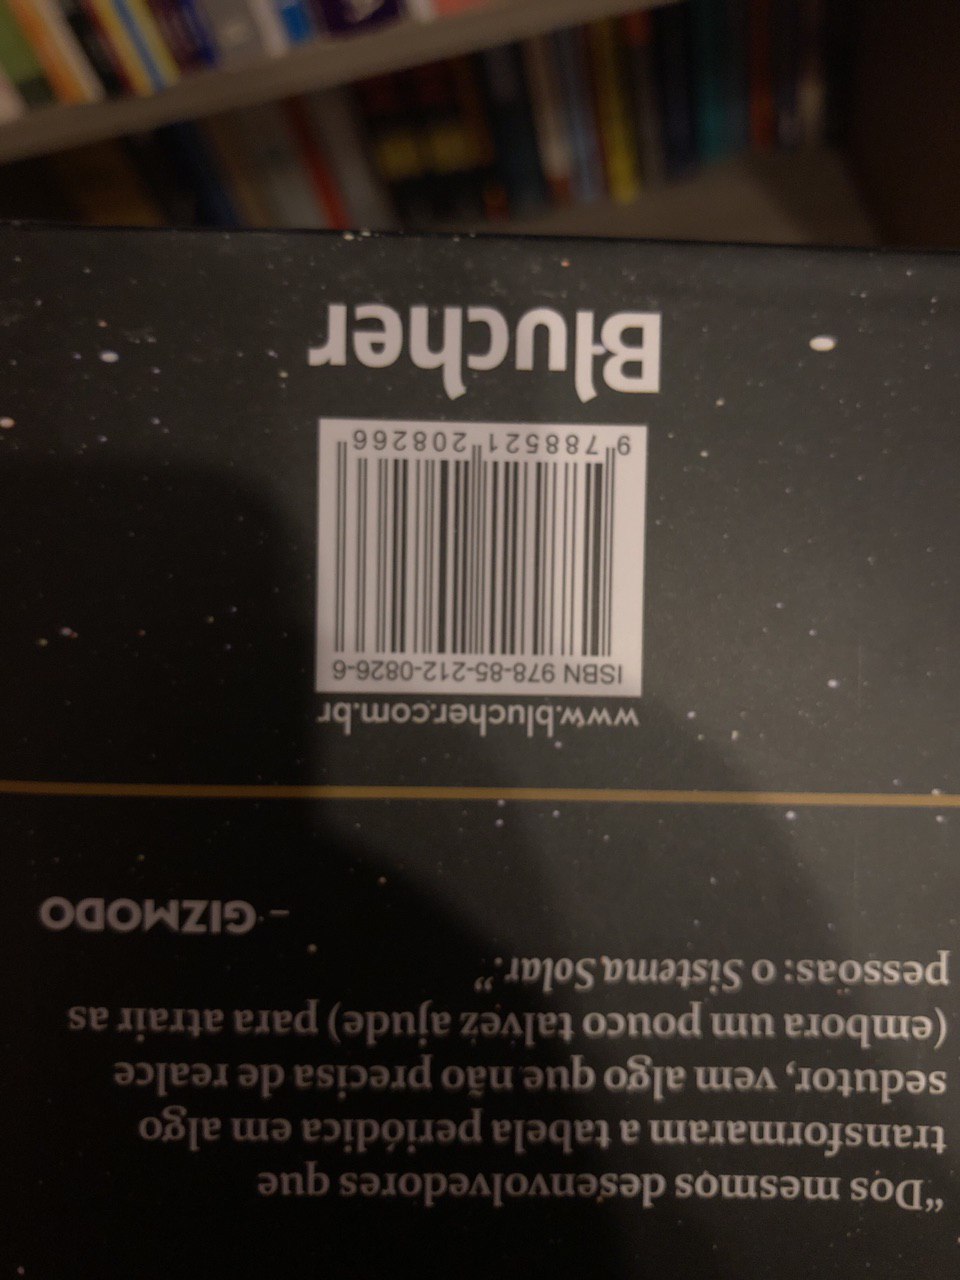 "Dos mesmos desenvolvedores que
transformaram a tabela periódica em algo
sedutor, vem algo que não precisa de realce
(embora um pouco talvez ajude) para atrair as
pessoas: o Sistema Solar."
– GIZMODO
www.blucher.com.br
ISBN 978-85-212-0826-6
9 788521 208266
Blucher